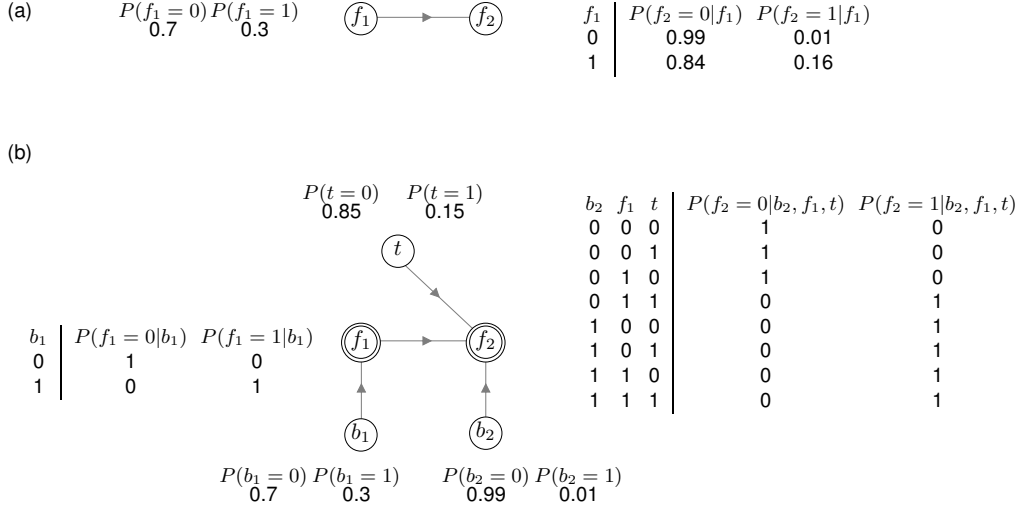 (a)
P(f₁ = 0) P(f₁ = 1)
0.7 0.3
f₁ f₂
f₁ P(f₂ = 0|f₁) P(f₂ = 1|f₁)
0 0.99 0.01
1 0.84 0.16
(b)
P(t = 0) P(t = 1)
0.85 0.15
t
b₂ f₁ t P(f₂ = 0|b₂, f₁, t) P(f₂ = 1|b₂, f₁, t)
0 0 0 1 0
0 0 1 1 0
0 1 0 1 0
0 1 1 0 1
1 0 0 0 1
1 0 1 0 1
1 1 0 0 1
1 1 1 0 1
b₁ P(f₁ = 0|b₁) P(f₁ = 1|b₁)
0 1 0
1 0 1
f₁ f₂
b₁ b₂
P(b₁ = 0) P(b₁ = 1) P(b₂ = 0) P(b₂ = 1)
0.7 0.3 0.99 0.01